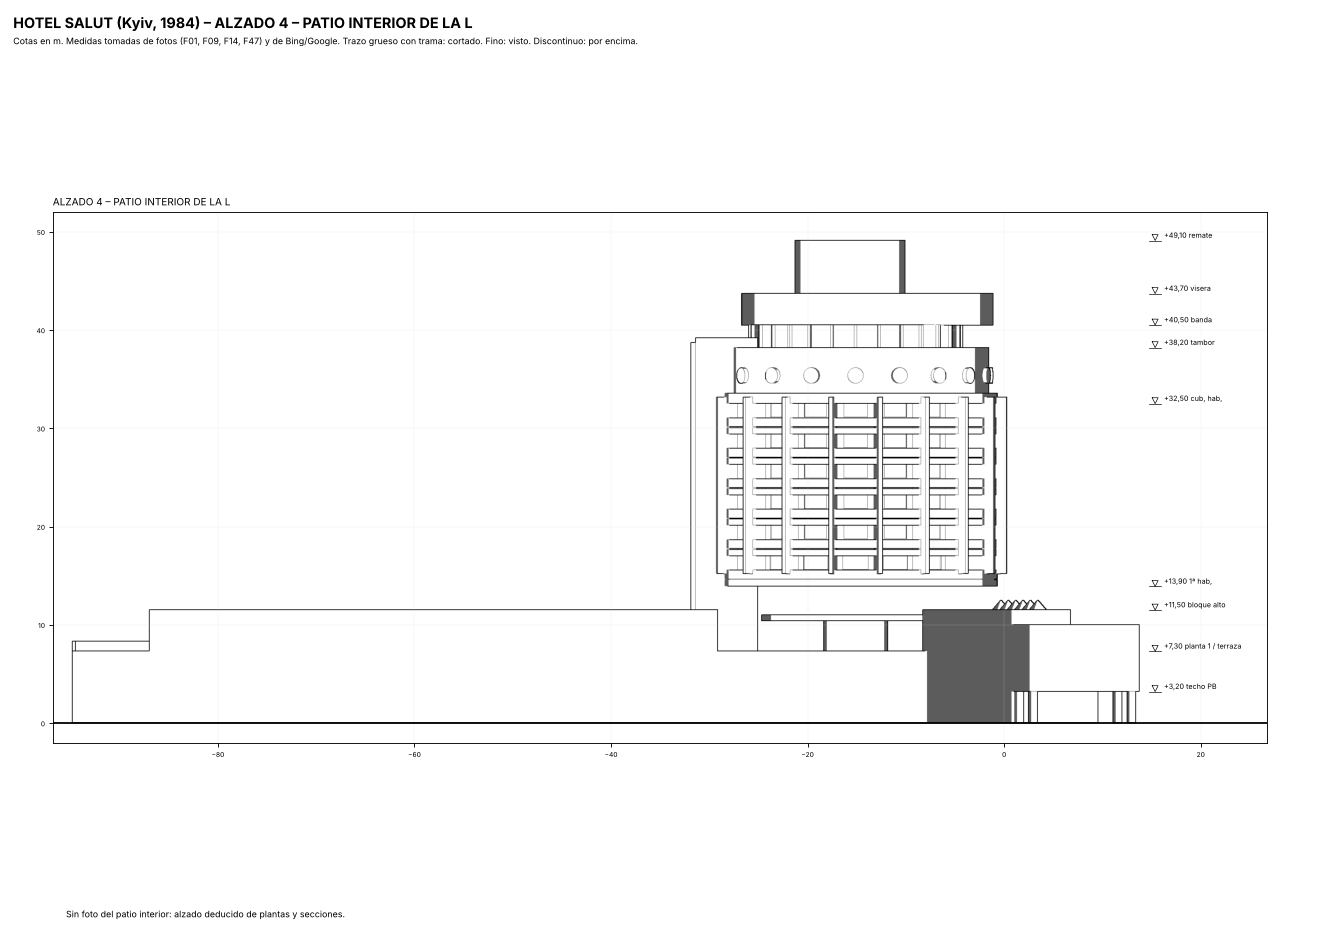 HOTEL SALUT (Kyiv, 1984) – ALZADO 4 – PATIO INTERIOR DE LA L
Cotas en m. Medidas tomadas de fotos (F01, F09, F14, F47) y de Bing/Google. Trazo grueso con trama: cortado. Fino: visto. Discontinuo: por encima.
ALZADO 4 – PATIO INTERIOR DE LA L
50
+49,10 remate
+43,70 visera
+40,50 banda
40
+38,20 tambor
+32,50 cub, hab,
30
20
+13,90 1ª hab,
+11,50 bloque alto
10
+7,30 planta 1 / terraza
+3,20 techo PB
0
−80
−60
−40
−20
0
20
Sin foto del patio interior: alzado deducido de plantas y secciones.